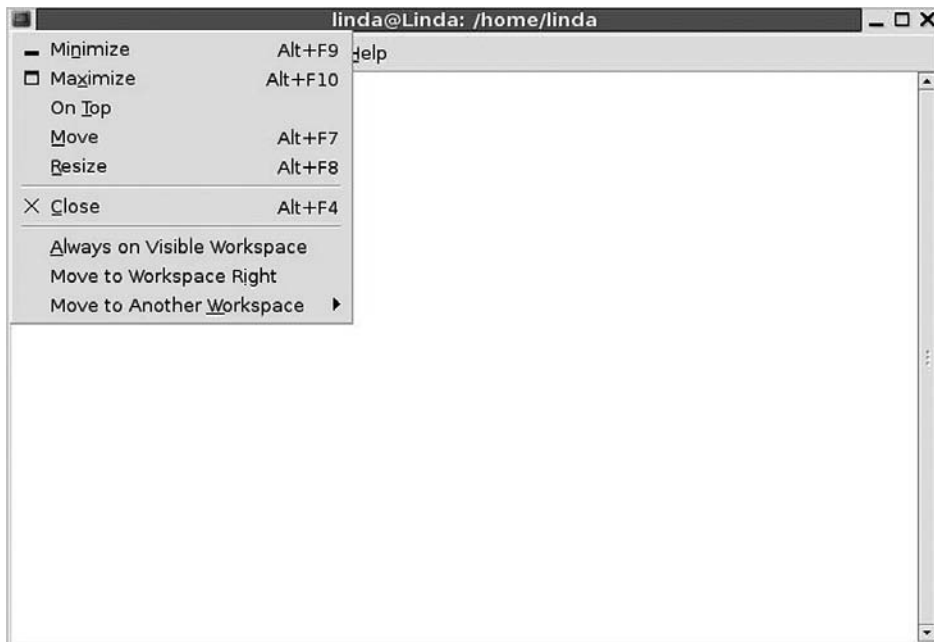 linda@Linda: /home/linda
Help
Minimize Alt+F9
Maximize Alt+F10
On Top
Move Alt+F7
Resize Alt+F8
Close Alt+F4
Always on Visible Workspace
Move to Workspace Right
Move to Another Workspace